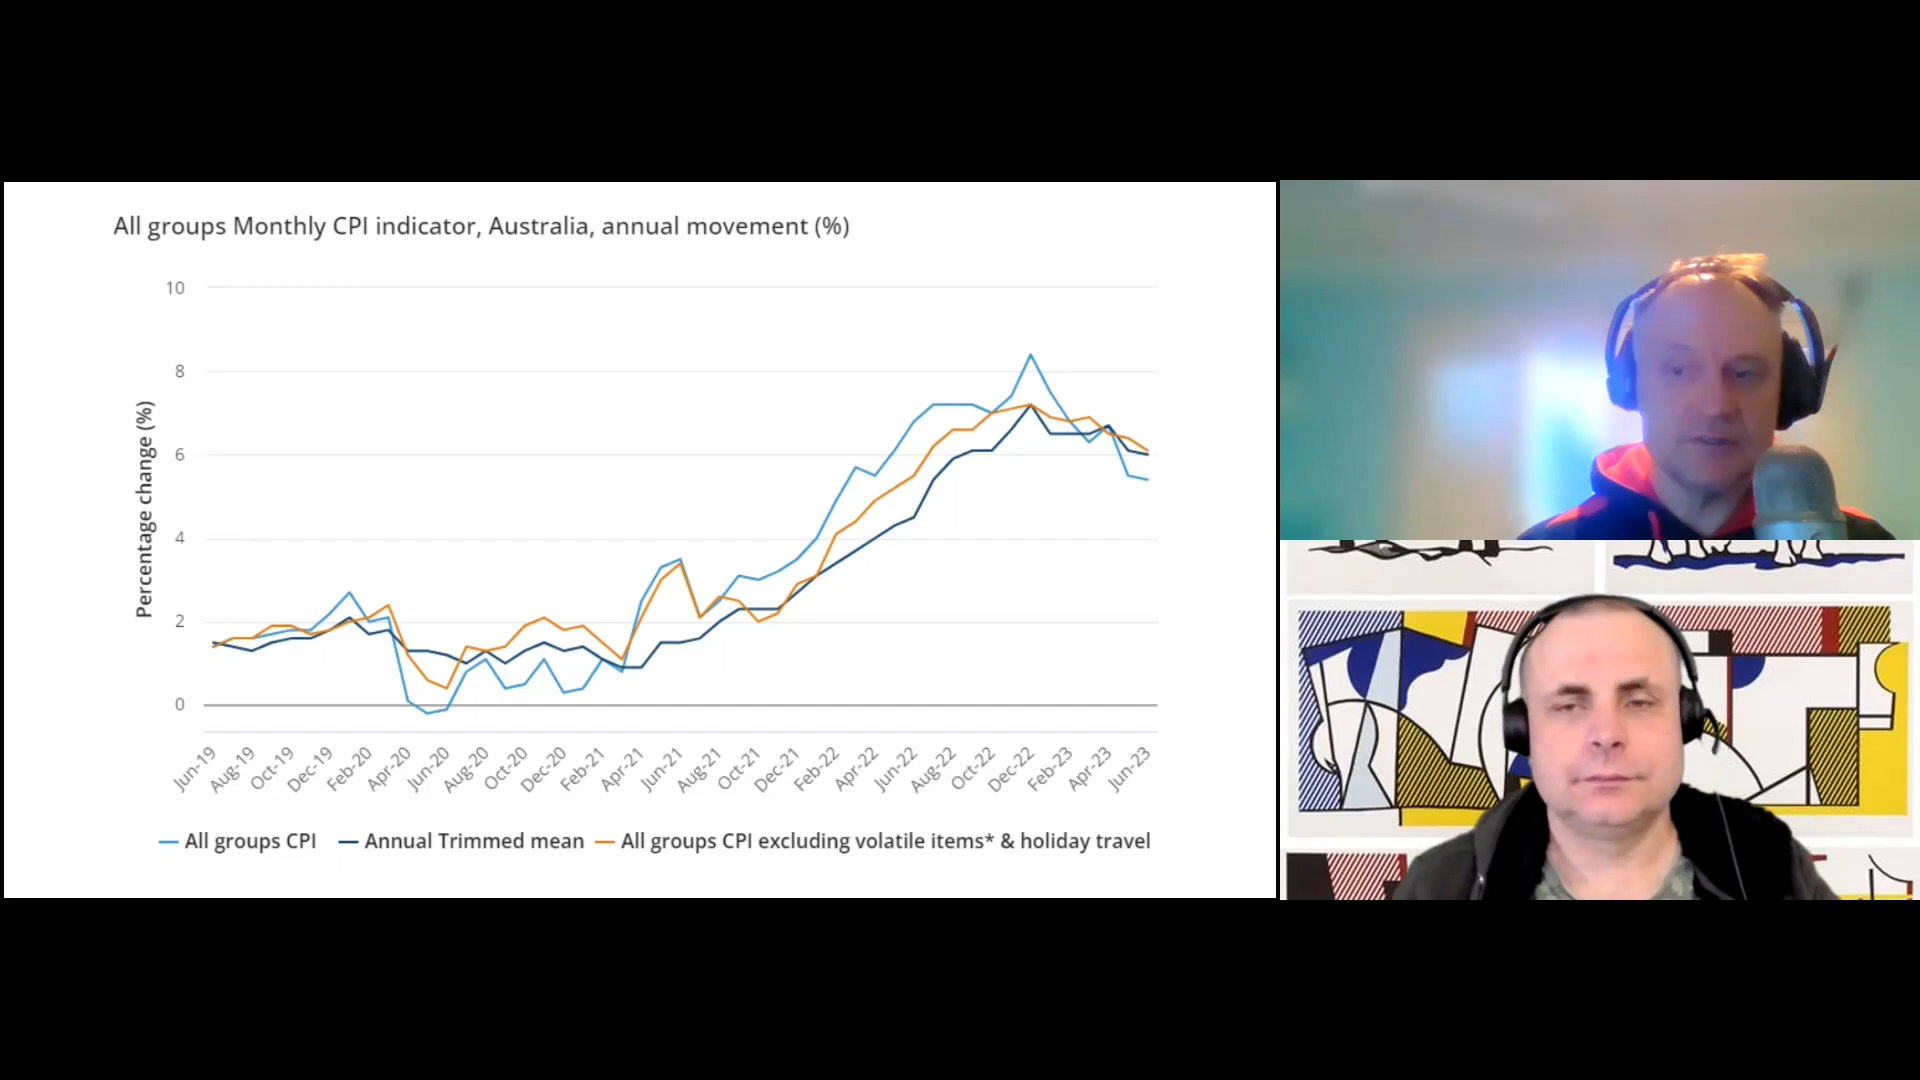 All groups Monthly CPI indicator, Australia, annual movement (%)
Percentage change (%)
10
8
6
4
2
0
Jun-19 Aug-19 Oct-19 Dec-19 Feb-20 Apr-20 Jun-20 Aug-20 Oct-20 Dec-20 Feb-21 Apr-21 Jun-21 Aug-21 Oct-21 Dec-21 Feb-22 Apr-22 Jun-22 Aug-22 Oct-22 Dec-22 Feb-23 Apr-23 Jun-23
All groups CPI Annual Trimmed mean All groups CPI excluding volatile items* & holiday travel